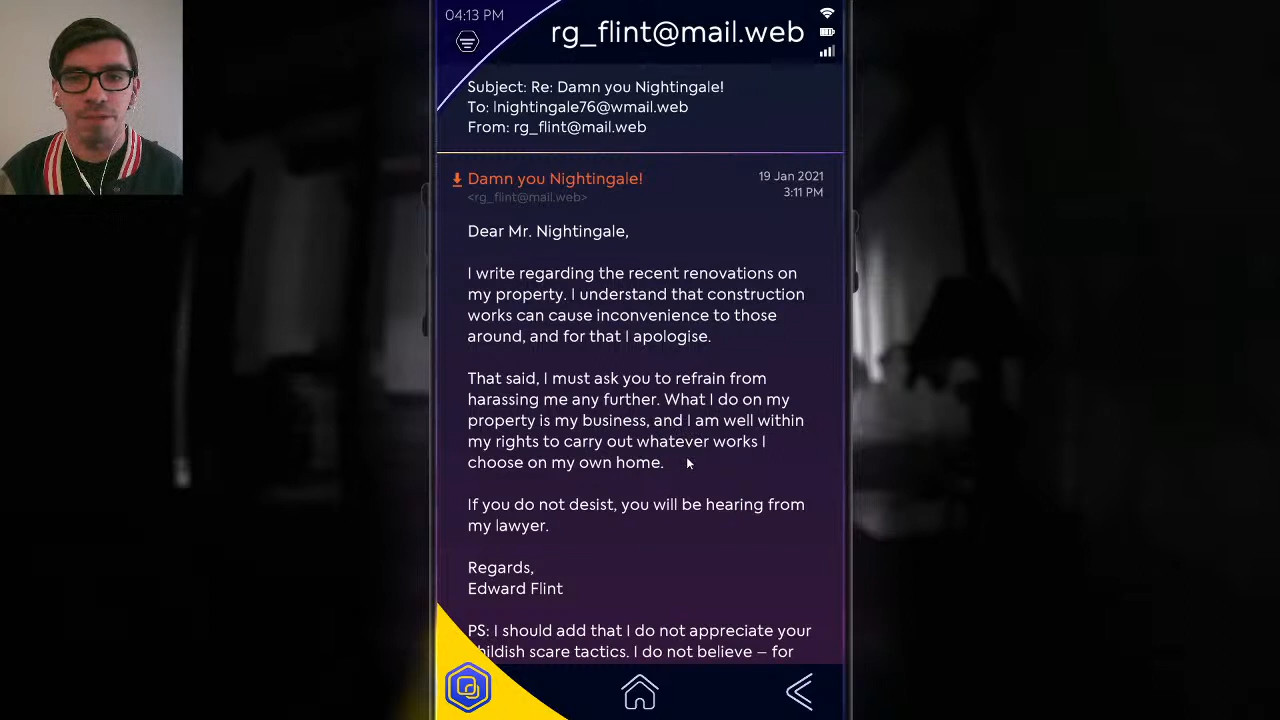 04:13 PM
rg_flint@mail.web
Subject: Re: Damn you Nightingale!
To: lnightingale76@wmail.web
From: rg_flint@mail.web
Damn you Nightingale!
19 Jan 2021
<rg_flint@mail.web>
3:11 PM
Dear Mr. Nightingale,
I write regarding the recent renovations on
my property. I understand that construction
works can cause inconvenience to those
around, and for that I apologise.
That said, I must ask you to refrain from
harassing me any further. What I do on my
property is my business, and I am well within
my rights to carry out whatever works I
choose on my own home.
If you do not desist, you will be hearing from
my lawyer.
Regards,
Edward Flint
PS: I should add that I do not appreciate your
childish scare tactics. I do not believe – for